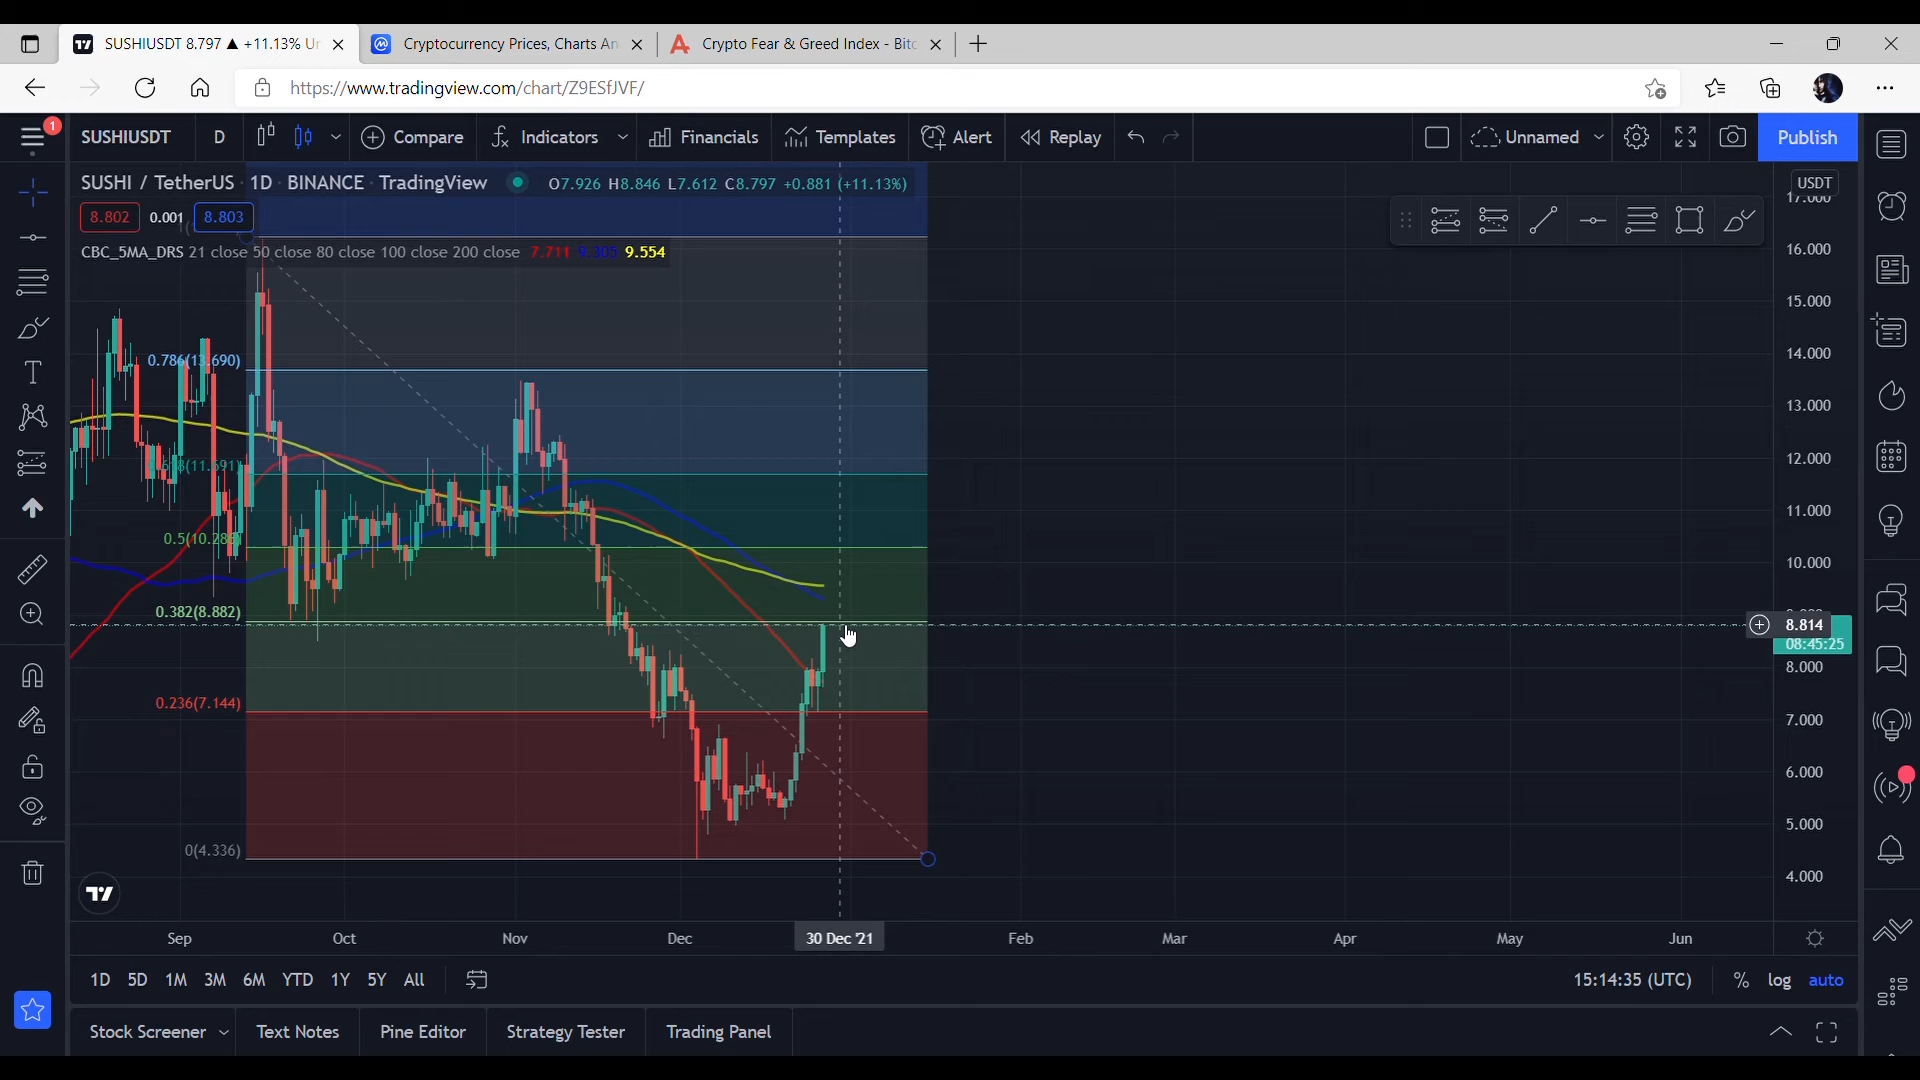 SUSHIUSDT 8.797 ▲ +11.13% Ur
Cryptocurrency Prices, Charts An
Crypto Fear & Greed Index - Bitc
https://www.tradingview.com/chart/Z9ESfJVF/
1
SUSHIUSDT D Compare Indicators Financials Templates Alert Replay Unnamed Publish
SUSHI / TetherUS 1D BINANCE TradingView O7.926 H8.846 L7.612 C8.797 +0.881 (+11.13%)
USDT
8.802 0.001 8.803
CBC_5MA_DRS 21 close 50 close 80 close 100 close 200 close 7.711 9.305 9.554
17.000
16.000
15.000
14.000
13.000
12.000
11.000
10.000
8.814
08:45:25
8.000
7.000
6.000
5.000
4.000
0.786(13.690)
0.5(10.289)
0.382(8.882)
0.236(7.144)
0(4.336)
Sep Oct Nov Dec 30 Dec '21 Feb Mar Apr May Jun
1D 5D 1M 3M 6M YTD 1Y 5Y All 15:14:35 (UTC) % log auto
Stock Screener Text Notes Pine Editor Strategy Tester Trading Panel